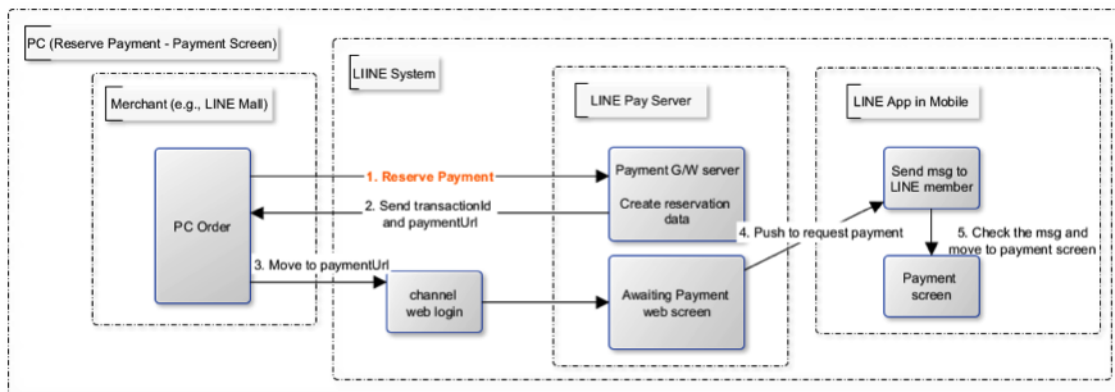 PC (Reserve Payment - Payment Screen)
LIINE System
Merchant (e.g., LINE Mall)
LINE Pay Server
LINE App in Mobile
PC Order
1. Reserve Payment
Payment G/W server
Create reservation
data
2. Send transactionId
and paymentUrl
3. Move to paymentUrl
channel
web login
Awaiting Payment
web screen
4. Push to request payment
Send msg to
LINE member
5. Check the msg and
move to payment screen
Payment
screen